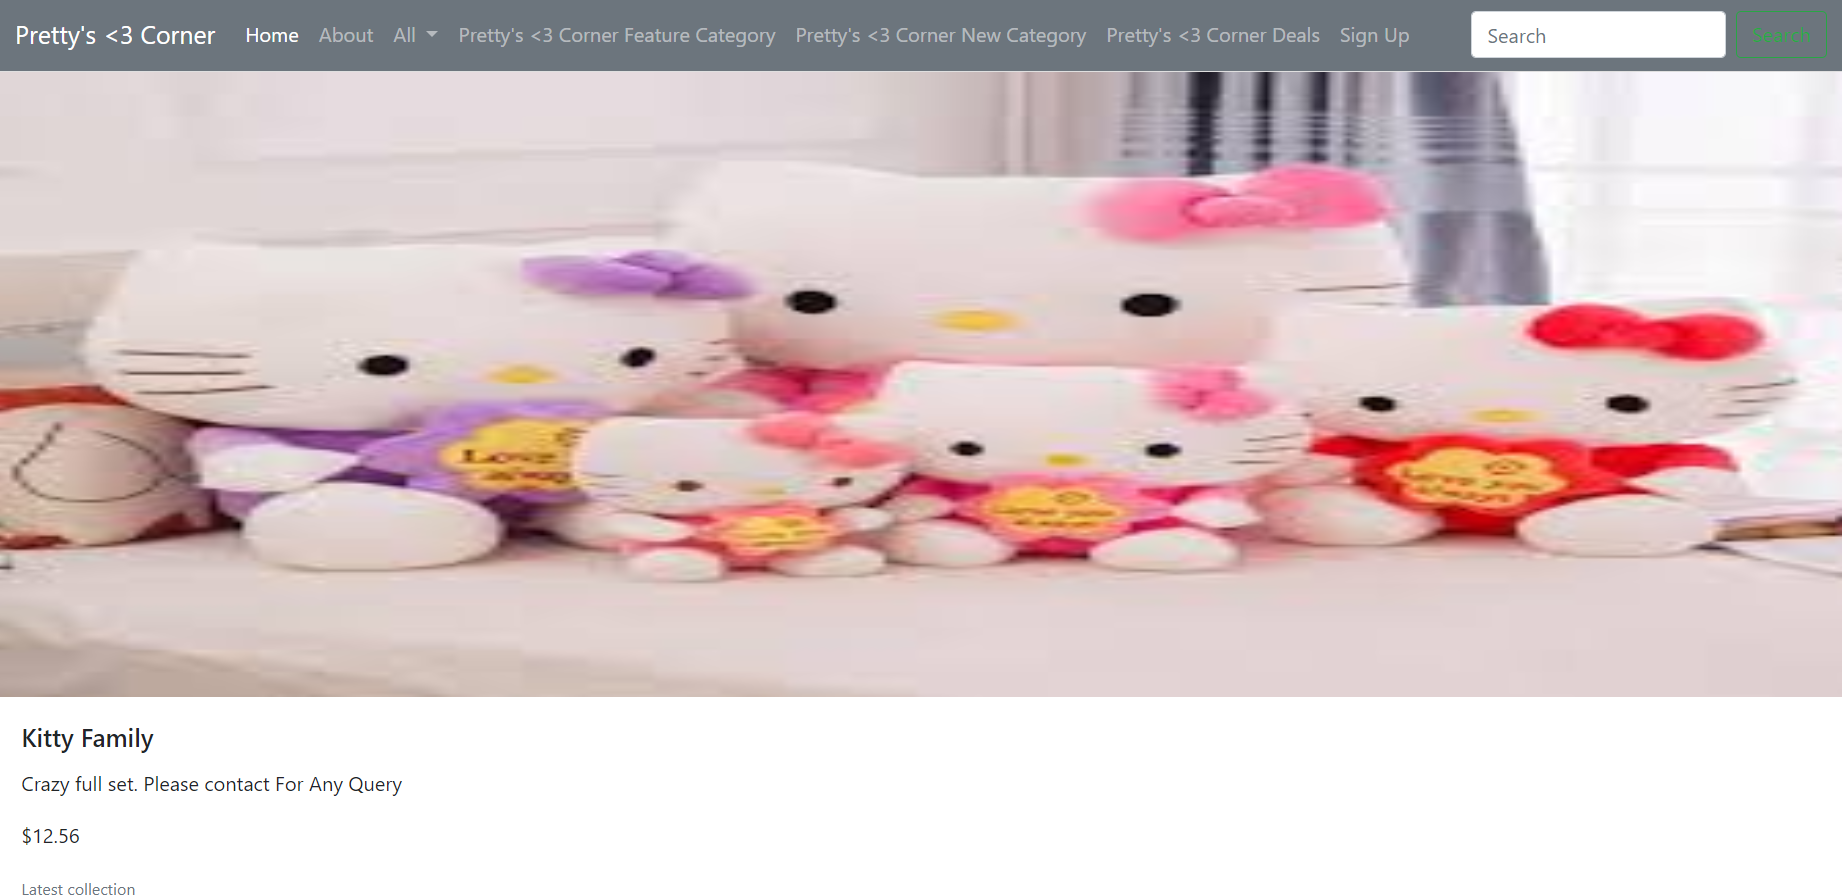 Pretty's <3 Corner Home About All Pretty's <3 Corner Feature Category Pretty's <3 Corner New Category Pretty's <3 Corner Deals Sign Up Search Search
Love
Kitty Family
Crazy full set. Please contact For Any Query
$12.56
Latest collection